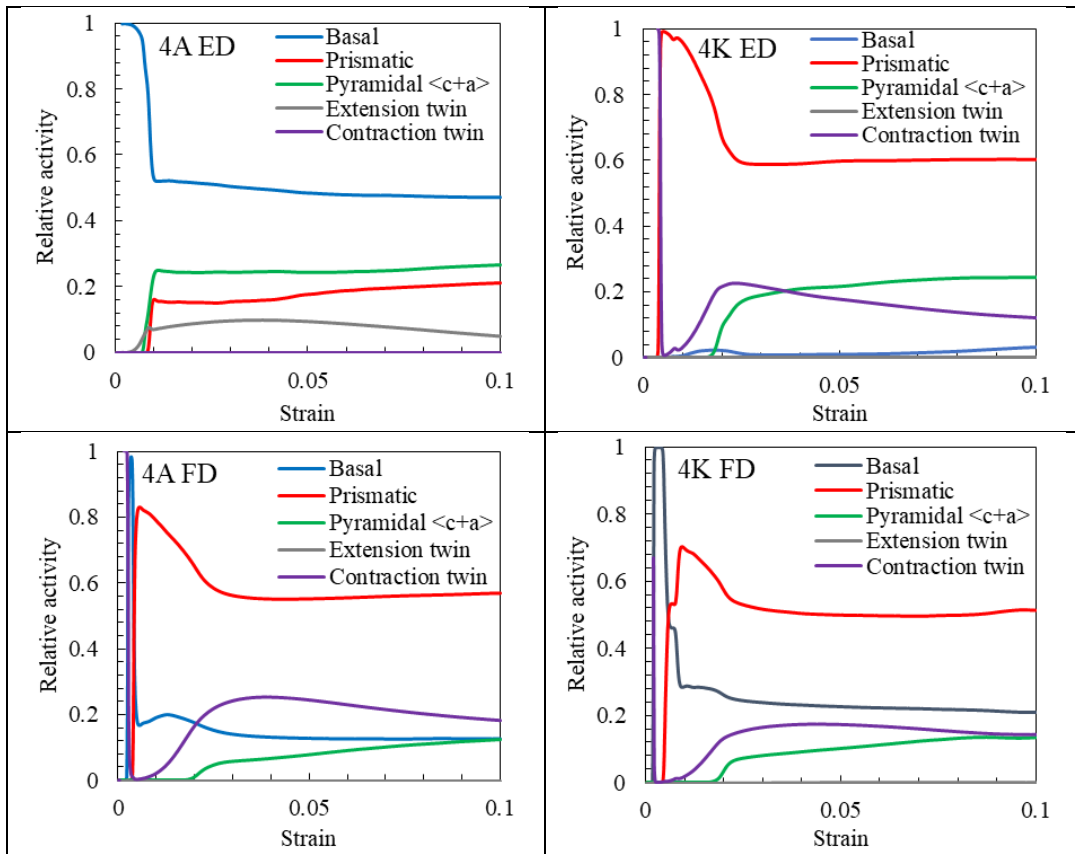 4A ED
Basal
Prismatic
Pyramidal <c+a>
Extension twin
Contraction twin
Relative activity
1
0.8
0.6
0.4
0.2
0
0
0.05
0.1
Strain
4K ED
Basal
Prismatic
Pyramidal <c+a>
Extension twin
Contraction twin
Relative activity
1
0.8
0.6
0.4
0.2
0
0
0.05
0.1
Strain
4A FD
Basal
Prismatic
Pyramidal <c+a>
Extension twin
Contraction twin
Relative activity
1
0.8
0.6
0.4
0.2
0
0
0.05
0.1
Strain
4K FD
Basal
Prismatic
Pyramidal <c+a>
Extension twin
Contraction twin
Relative activity
1
0.8
0.6
0.4
0.2
0
0
0.05
0.1
Strain